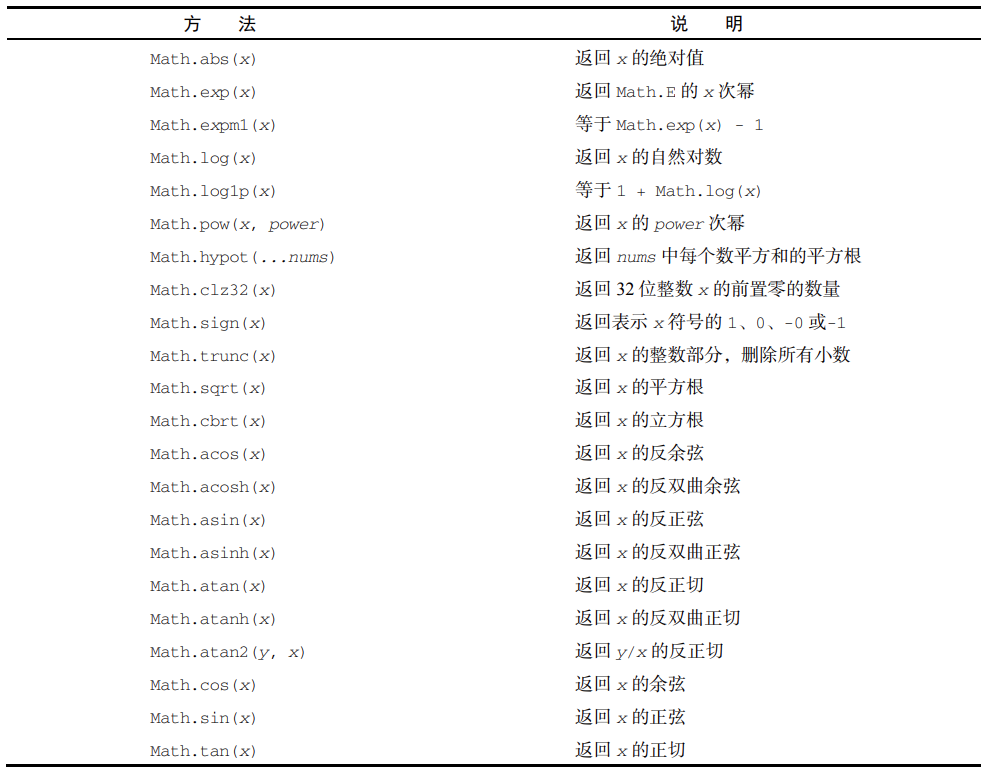 方 法 说 明
Math.abs(x) 返回 x 的绝对值
Math.exp(x) 返回 Math.E 的 x 次幂
Math.expm1(x) 等于 Math.exp(x) - 1
Math.log(x) 返回 x 的自然对数
Math.log1p(x) 等于 1 + Math.log(x)
Math.pow(x, power) 返回 x 的 power 次幂
Math.hypot(...nums) 返回 nums 中每个数平方和的平方根
Math.clz32(x) 返回 32 位整数 x 的前置零的数量
Math.sign(x) 返回表示 x 符号的 1、0、-0 或-1
Math.trunc(x) 返回 x 的整数部分，删除所有小数
Math.sqrt(x) 返回 x 的平方根
Math.cbrt(x) 返回 x 的立方根
Math.acos(x) 返回 x 的反余弦
Math.acosh(x) 返回 x 的反双曲余弦
Math.asin(x) 返回 x 的反正弦
Math.asinh(x) 返回 x 的反双曲正弦
Math.atan(x) 返回 x 的反正切
Math.atanh(x) 返回 x 的反双曲正切
Math.atan2(y, x) 返回 y/x 的反正切
Math.cos(x) 返回 x 的余弦
Math.sin(x) 返回 x 的正弦
Math.tan(x) 返回 x 的正切